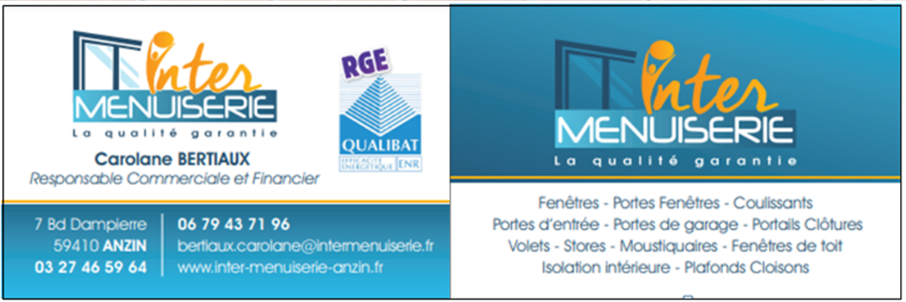 inter
MENUISERIE
La qualité garantie
Carolane BERTIAUX
Responsable Commerciale et Financier
RGE
QUALIBAT
EFFICACITÉ
ÉNERGÉTIQUE ENR
7 Bd Dampierre
59410 ANZIN
03 27 46 59 64
06 79 43 71 96
bertiaux.carolane@intermenuiserie.fr
www.inter-menuiserie-anzin.fr
inter
MENUISERIE
La qualité garantie
Fenêtres - Portes Fenêtres - Coulissants
Portes d'entrée - Portes de garage - Portails Clôtures
Volets - Stores - Moustiquaires - Fenêtres de toit
Isolation intérieure - Plafonds Cloisons